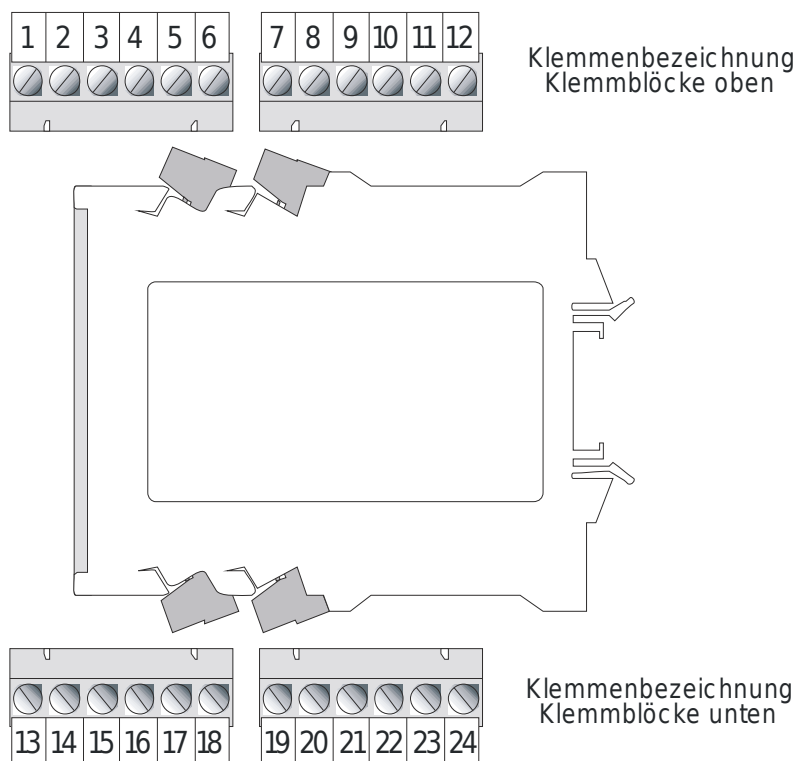 1 2 3 4 5 6 7 8 9 10 11 12
Klemmenbezeichnung
Klemmblöcke oben
Klemmenbezeichnung
Klemmblöcke unten
13 14 15 16 17 18 19 20 21 22 23 24